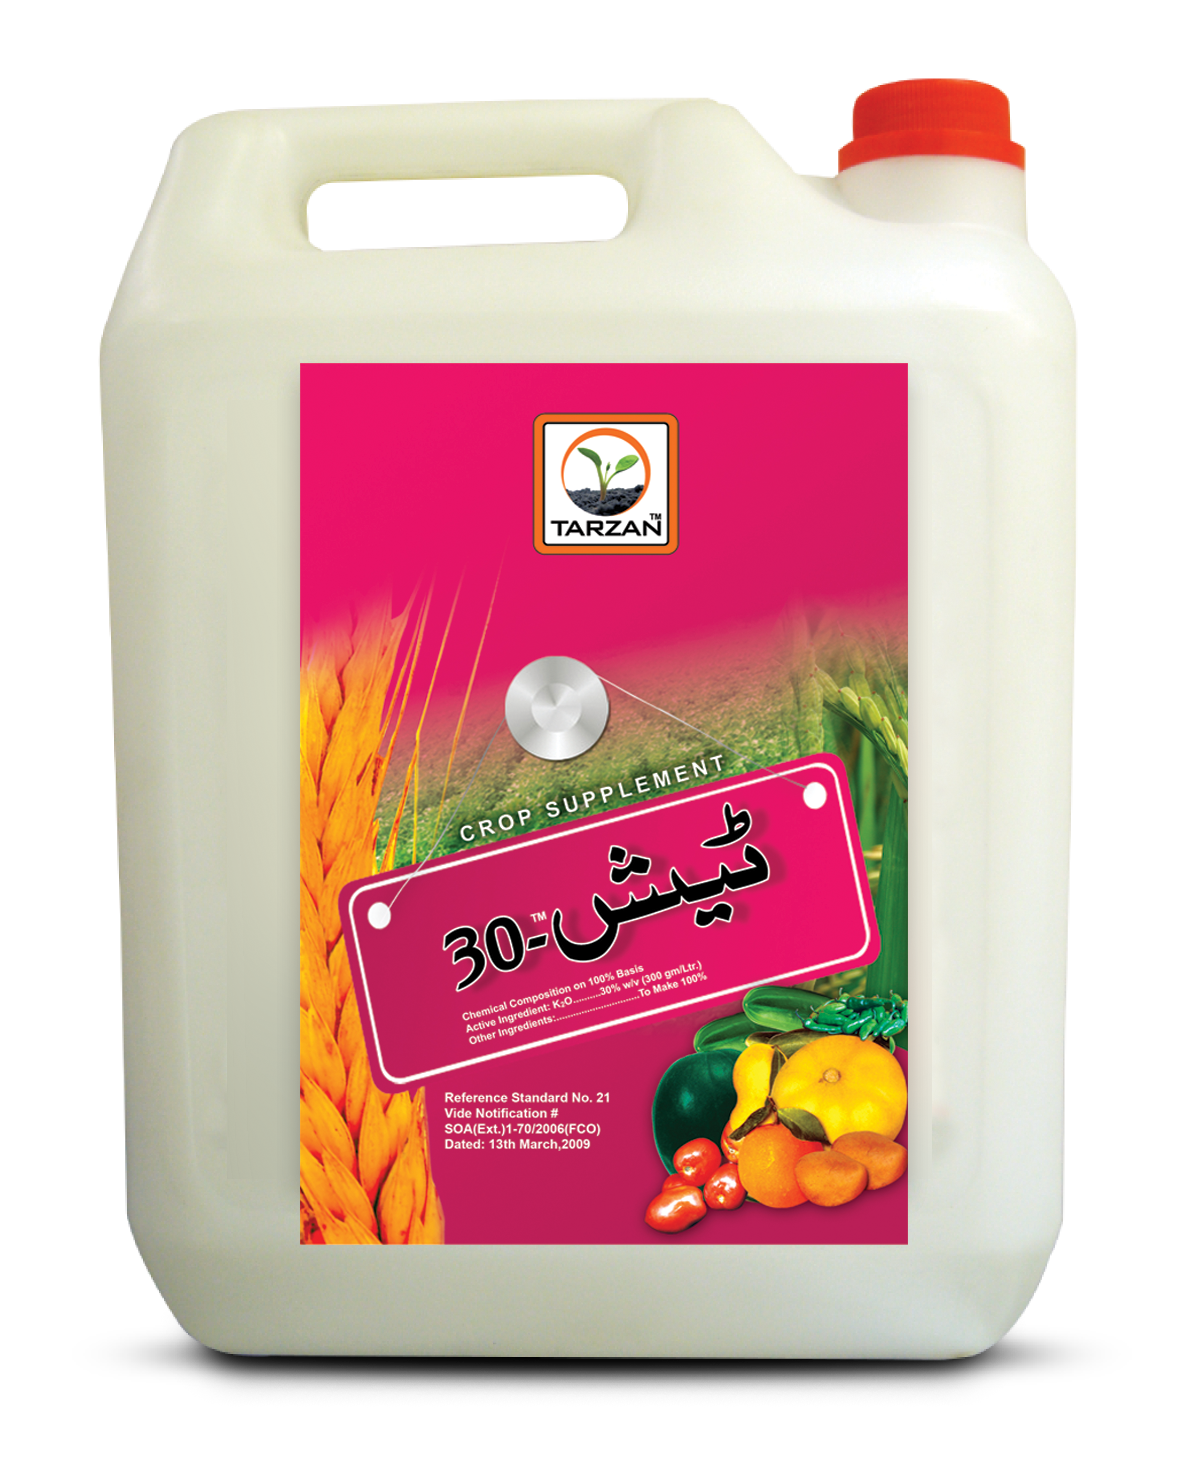 TARZAN™
CROP SUPPLEMENT
ٹیش-™30
Chemical Composition on 100% Basis
Active Ingredient: K₂O..........30% w/v (300 gm/Ltr.)
Other Ingredients:..............................To Make 100%
Reference Standard No. 21
Vide Notification #
SOA(Ext.)1-70/2006(FCO)
Dated: 13th March,2009